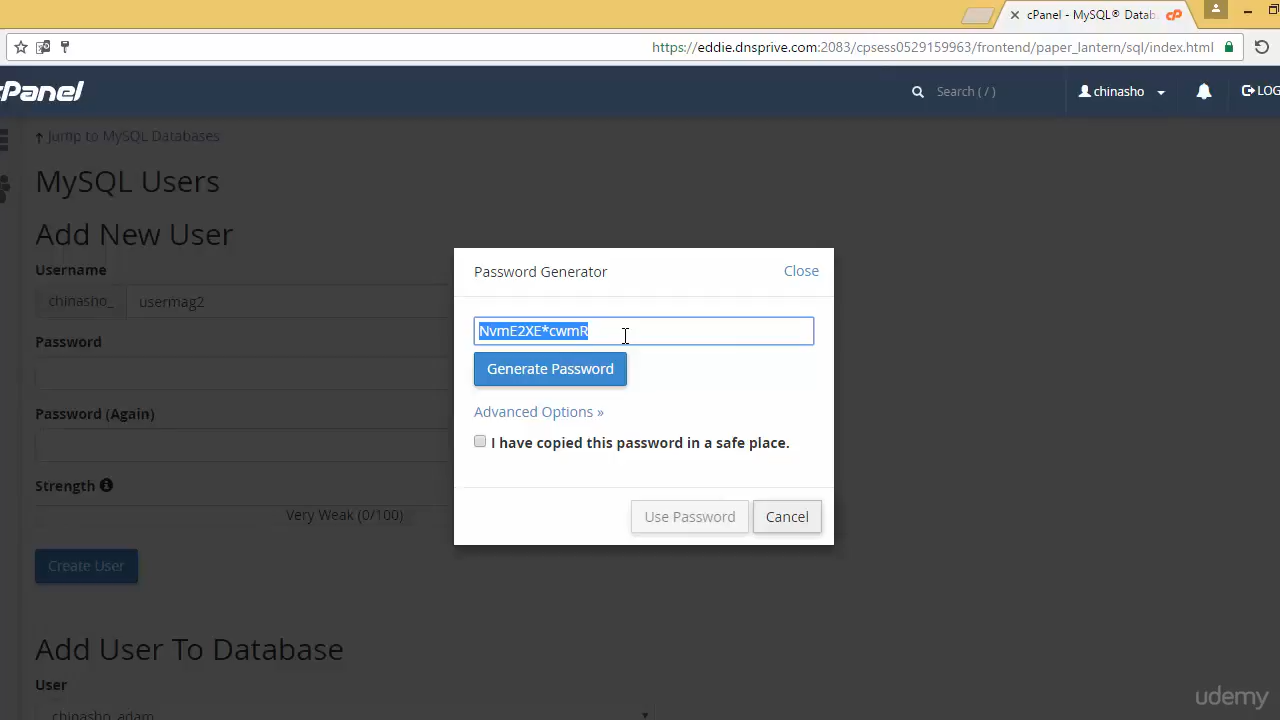 cPanel - MySQL® Datab
https://eddie.dnsprive.com:2083/cpsess0529159963/frontend/paper_lantern/sql/index.html
cPanel
Search ( / )
chinasho
LOG
Jump to MySQL Databases
MySQL Users
Add New User
Username
chinasho_
usermag2
Password
Password (Again)
Strength
Very Weak (0/100)
Create User
Add User To Database
User
chinasho_adam
Password Generator
Close
NvmE2XE*cwmR
Generate Password
Advanced Options »
I have copied this password in a safe place.
Use Password
Cancel
udemy